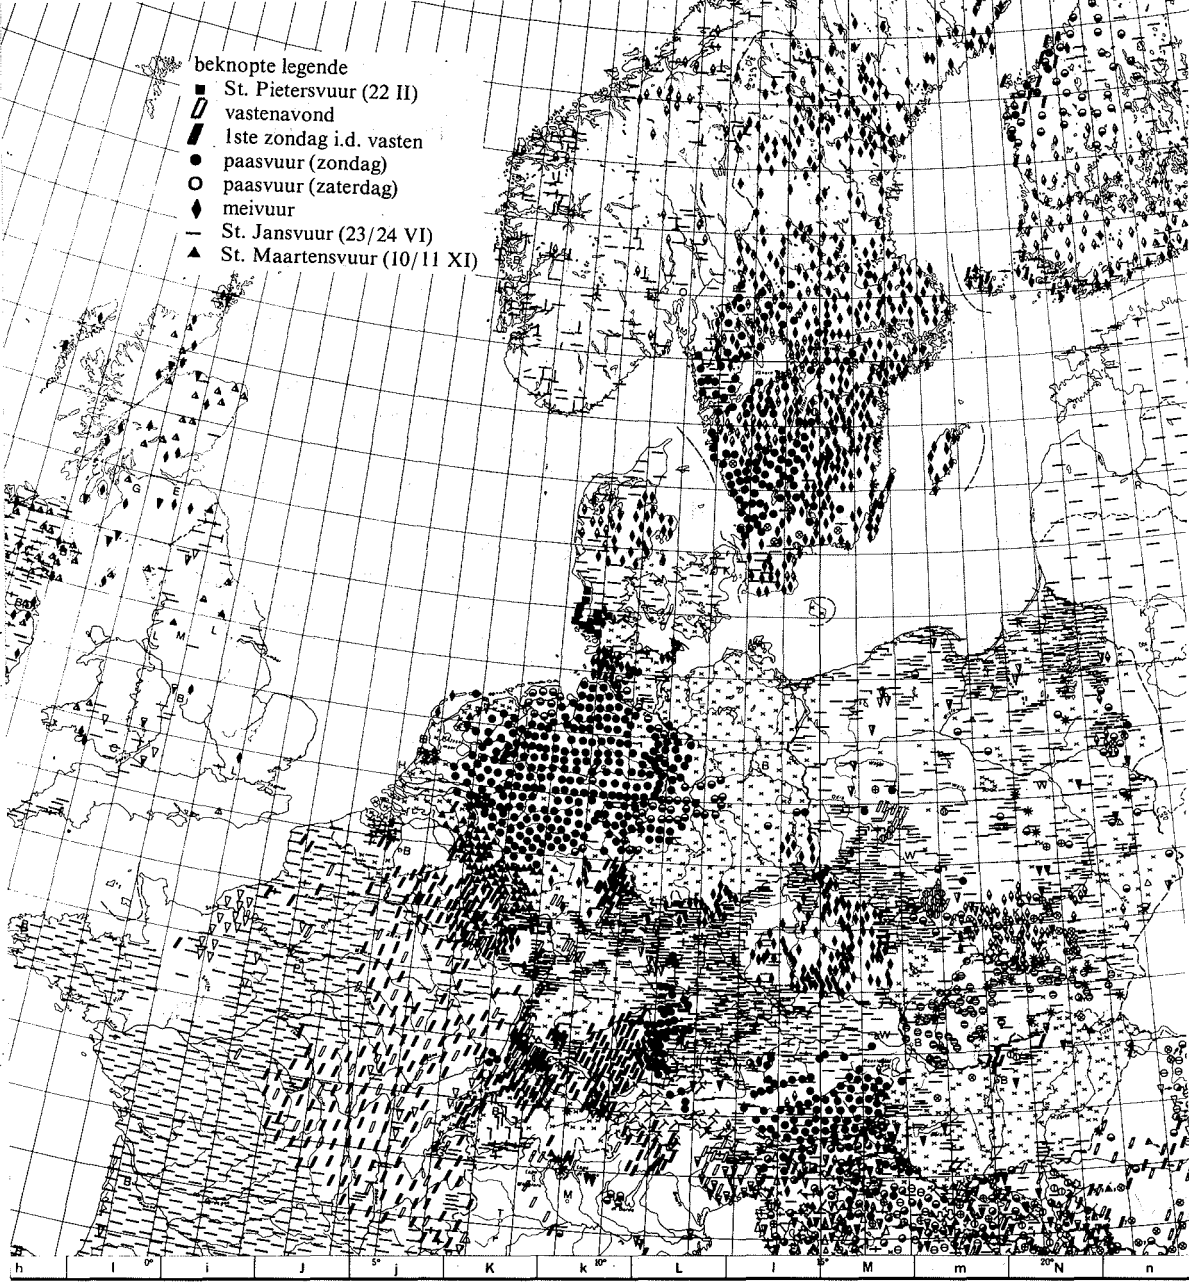 beknopte legende
St. Pietersvuur (22 II)
vastenavond
1ste zondag i.d. vasten
paasvuur (zondag)
paasvuur (zaterdag)
meivuur
St. Jansvuur (23/24 VI)
St. Maartensvuur (10/11 XI)
G
E
L M L
B
B
H
B
W
W
K
R
M
T
B
h l 0° i J 5° j K k 10° L l 15° M m 20° N n